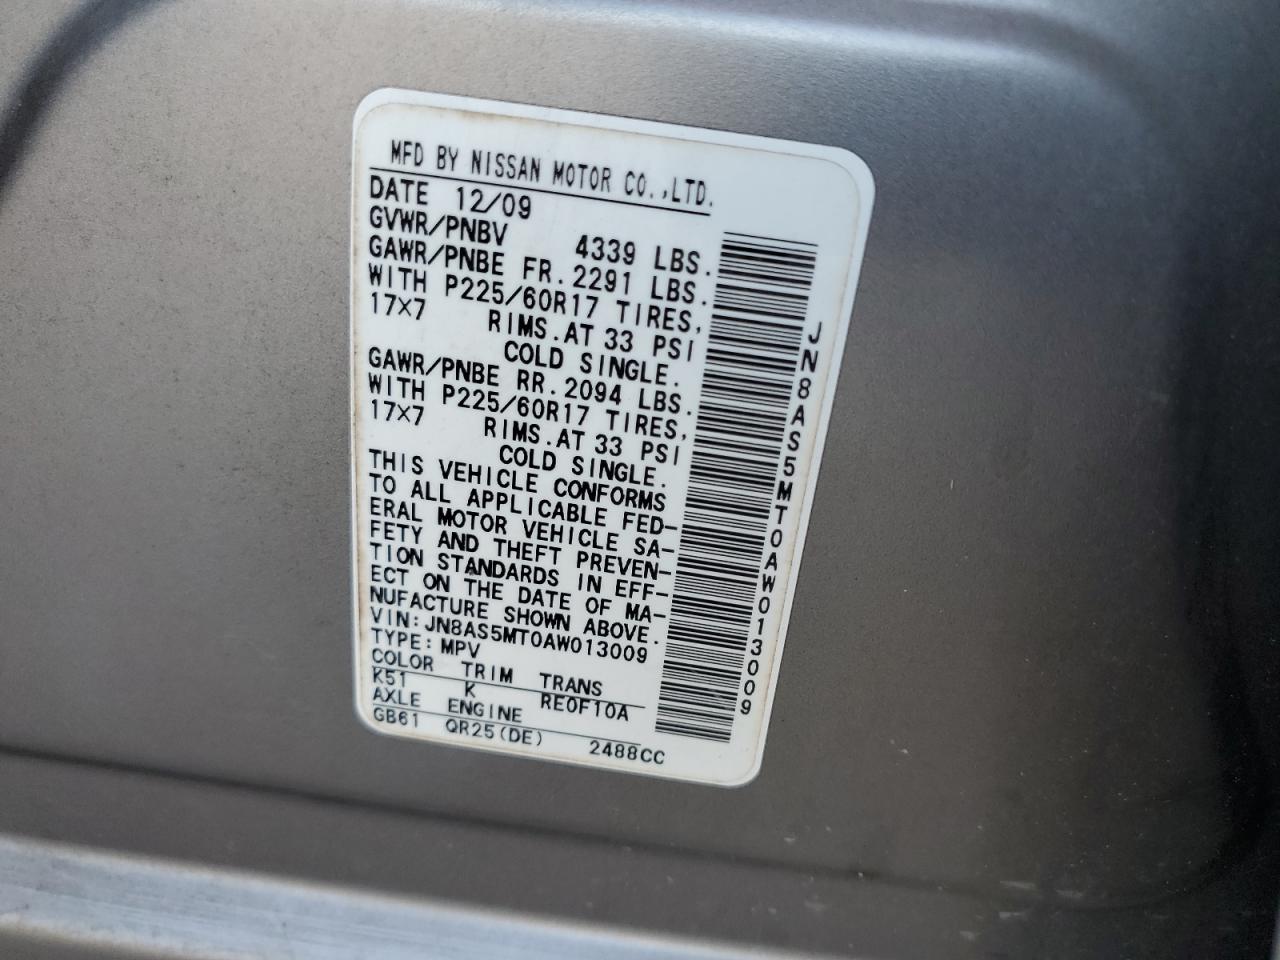 MFD BY NISSAN MOTOR CO.,LTD.
DATE 12/09
GVWR/PNBV 4339 LBS.
GAWR/PNBE FR. 2291 LBS.
WITH P225/60R17 TIRES,
17×7 RIMS.AT 33 PSI
COLD SINGLE.
GAWR/PNBE RR. 2094 LBS.
WITH P225/60R17 TIRES,
17×7 RIMS.AT 33 PSI
COLD SINGLE.
THIS VEHICLE CONFORMS
TO ALL APPLICABLE FED-
ERAL MOTOR VEHICLE SA-
FETY AND THEFT PREVEN-
TION STANDARDS IN EFF-
ECT ON THE DATE OF MA-
NUFACTURE SHOWN ABOVE.
VIN: JN8AS5MT0AW013009
TYPE: MPV
COLOR TRIM TRANS
K51 K RE0F10A
AXLE ENGINE
GB61 QR25(DE) 2488CC
JN8AS5MT0AW013009